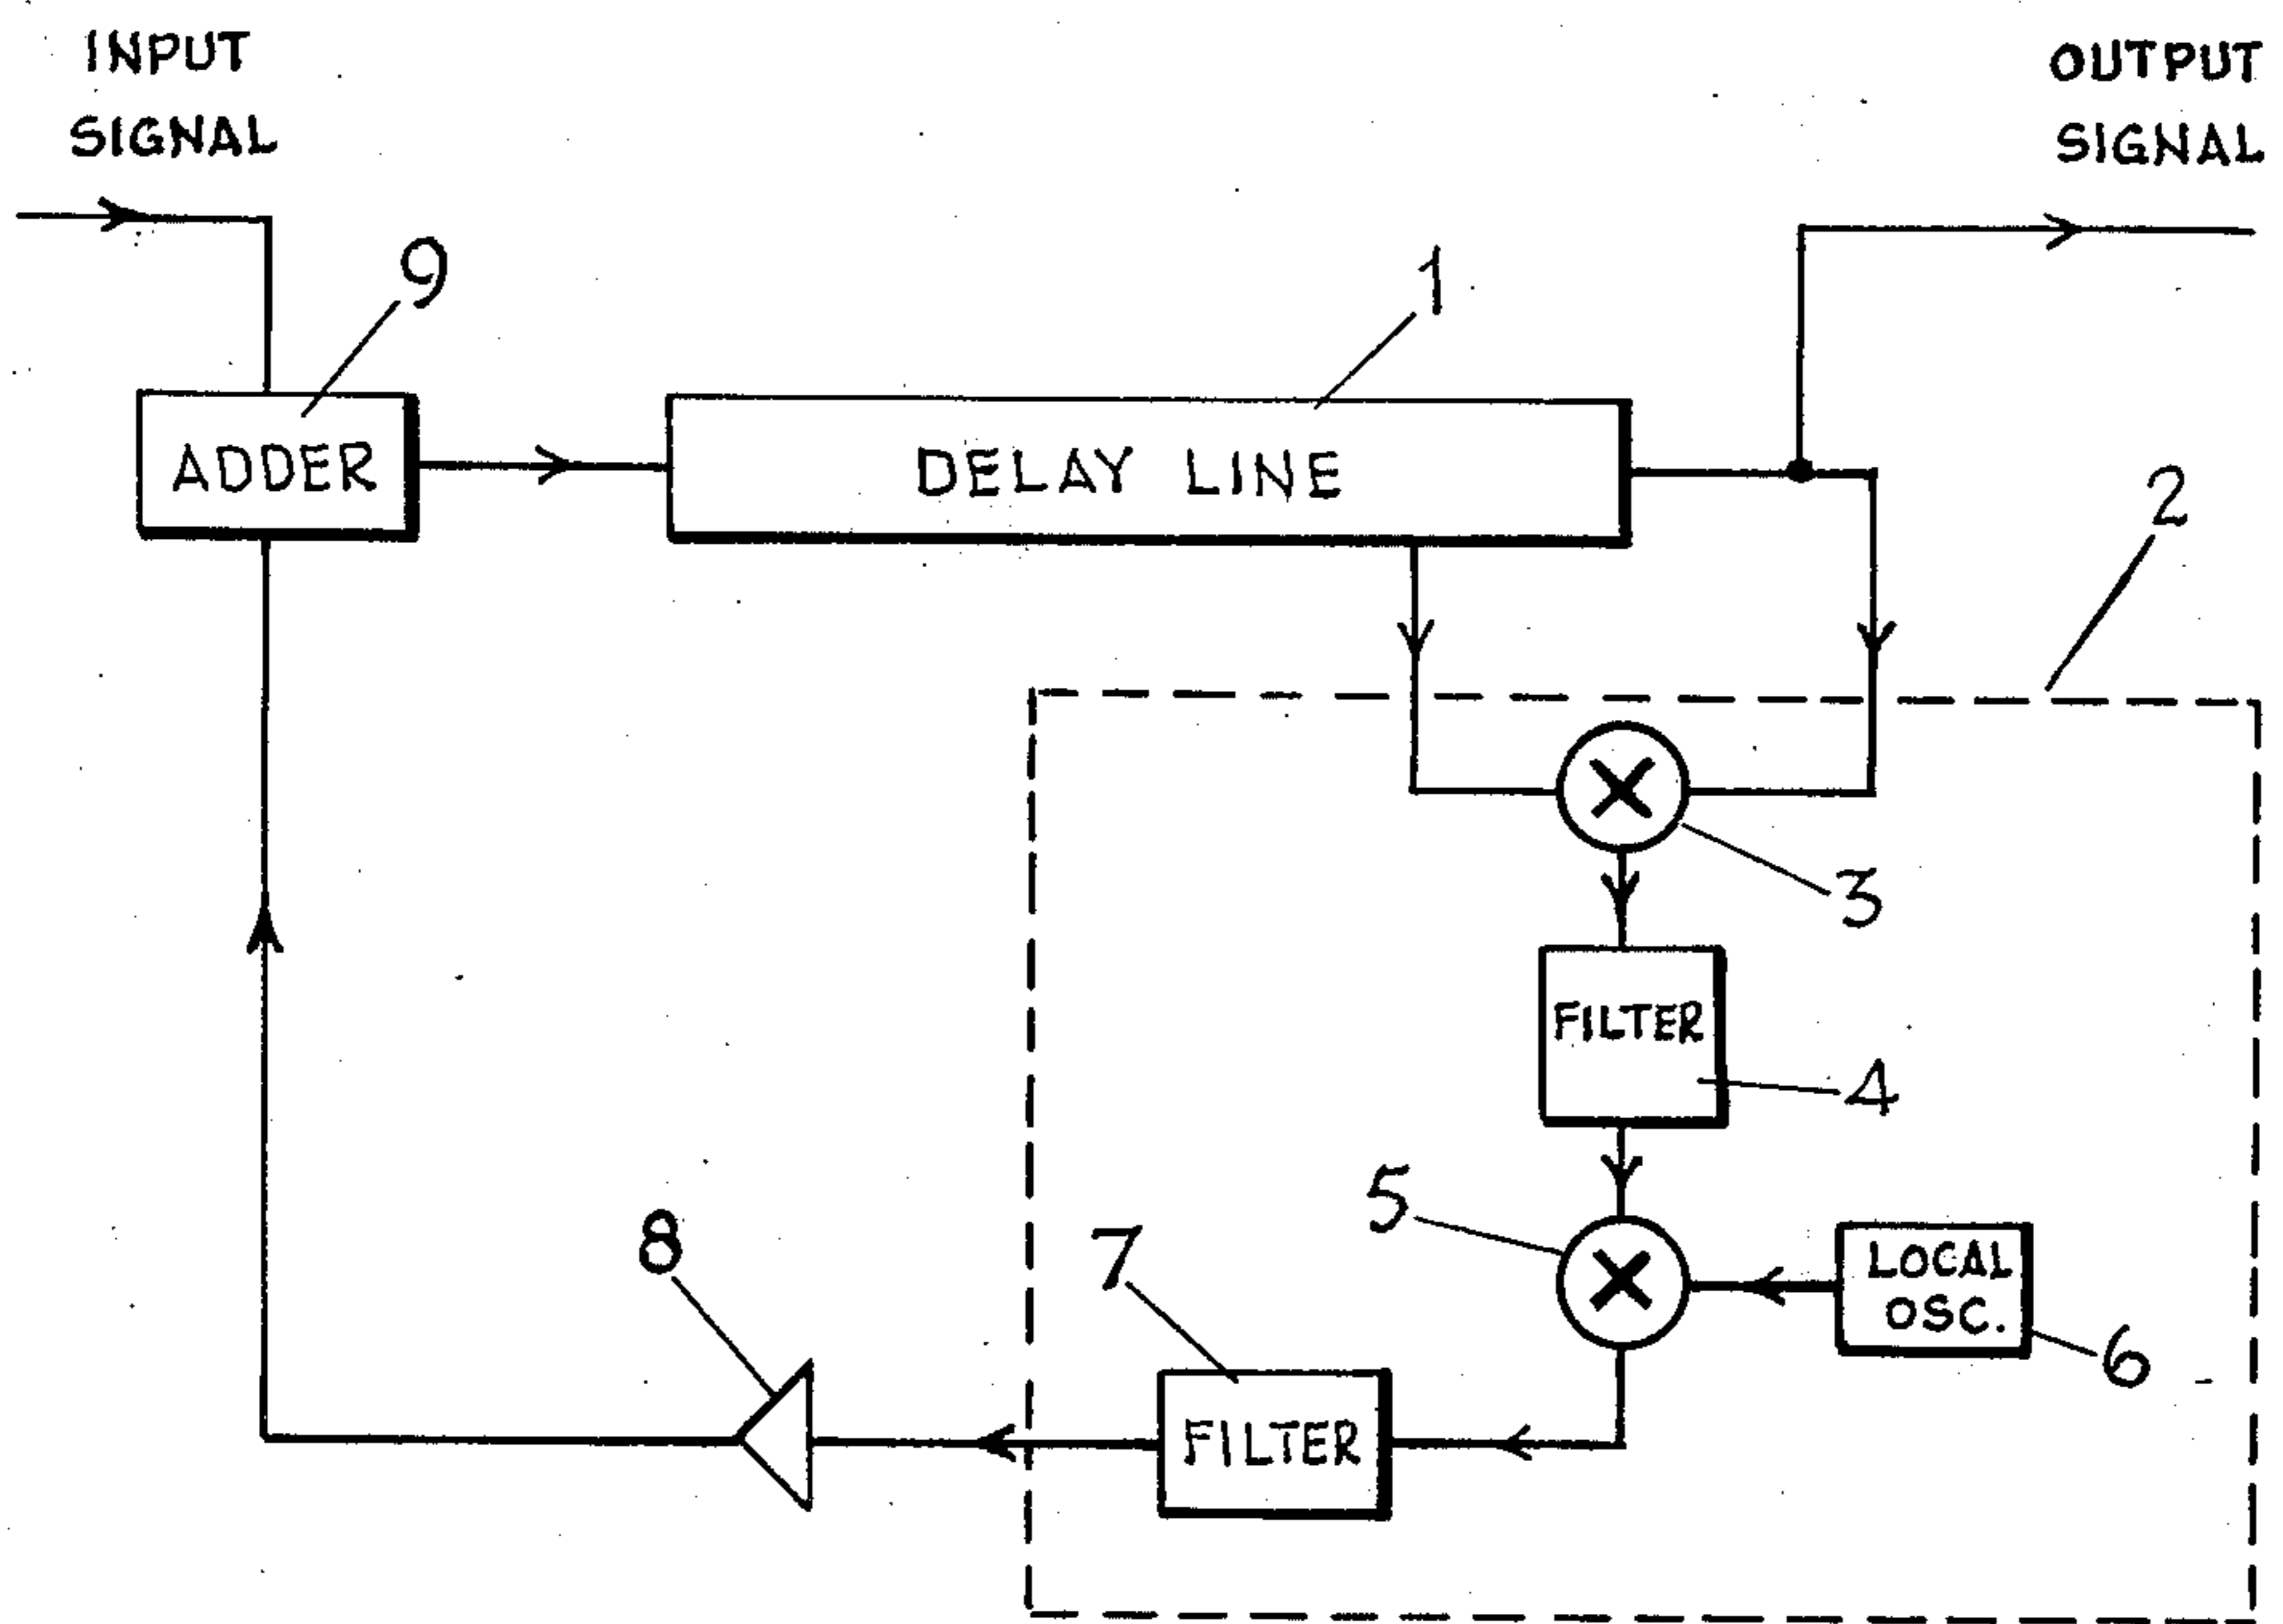 INPUT
SIGNAL
OUTPUT
SIGNAL
9
1
ADDER
DELAY LINE
2
3
FILTER
4
5
LOCAL
OSC.
6
7
8
FILTER